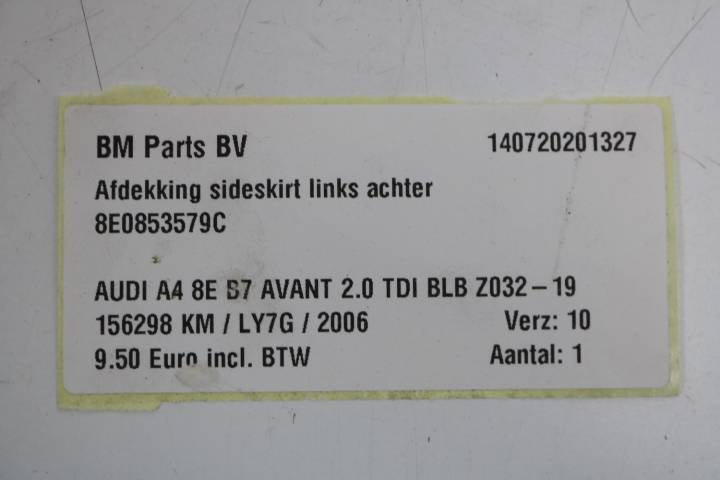 BM Parts BV 140720201327
Afdekking sideskirt links achter
8E0853579C
AUDI A4 8E B7 AVANT 2.0 TDI BLB Z032-19
156298 KM / LY7G / 2006 Verz: 10
9.50 Euro incl. BTW Aantal: 1